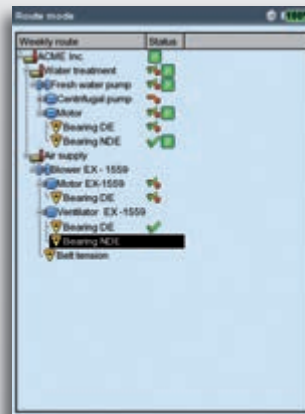 Route mode
100%
Weekly route Status
ACME Inc.
Water treatment
Fresh water pump
Centrifugal pump
Motor
Bearing DE
Bearing NDE
Air supply
Blower EX - 1559
Motor EX-1559
Bearing DE
Ventilator EX -1559
Bearing DE
Bearing NDE
Belt tension